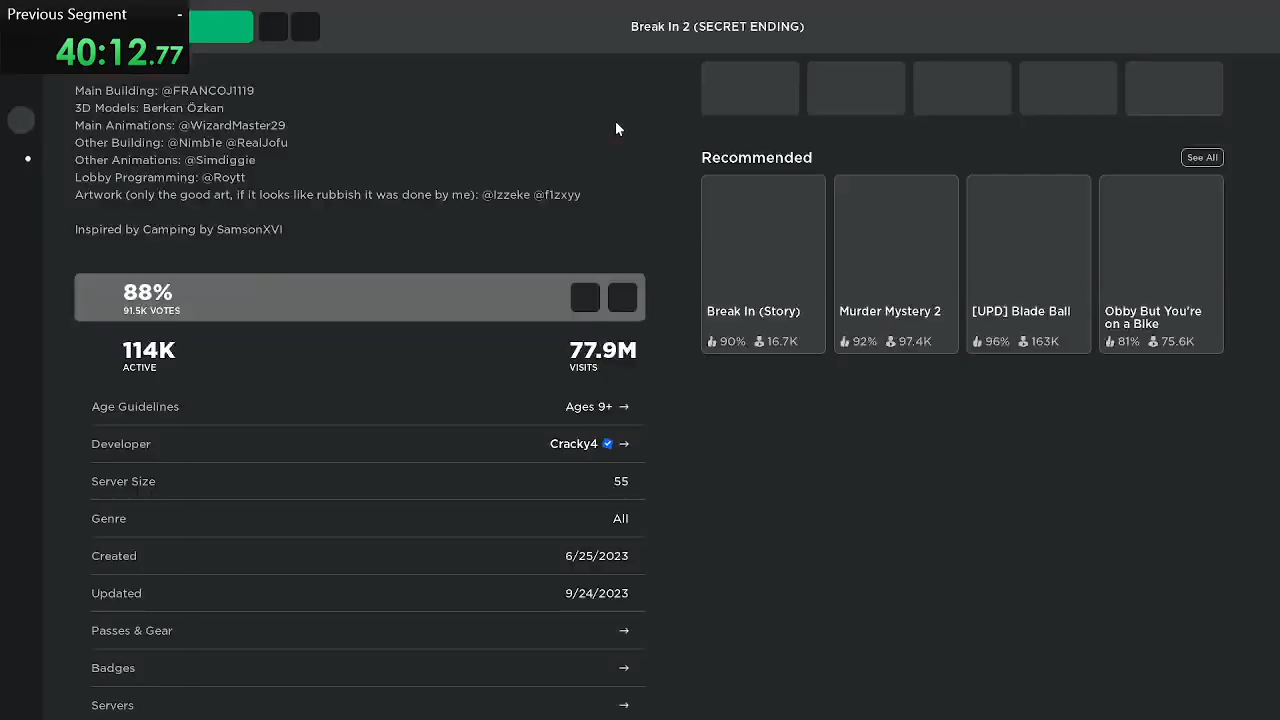 Previous Segment -
40:12.77
Break In 2 (SECRET ENDING)
Main Building: @FRANCOJ1119
3D Models: Berkan Özkan
Main Animations: @WizardMaster29
Other Building: @Nimb1e @RealJofu
Other Animations: @Simdiggie
Lobby Programming: @Roytt
Artwork (only the good art, if it looks like rubbish it was done by me): @Izzeke @f1zxyy
Inspired by Camping by SamsonXVI
88%
91.5K VOTES
114K
ACTIVE
77.9M
VISITS
Age Guidelines Ages 9+ →
Developer Cracky4 →
Server Size 55
Genre All
Created 6/25/2023
Updated 9/24/2023
Passes & Gear →
Badges →
Servers →
Recommended
See All
Break In (Story)
90% 16.7K
Murder Mystery 2
92% 97.4K
[UPD] Blade Ball
96% 163K
Obby But You're
on a Bike
81% 75.6K